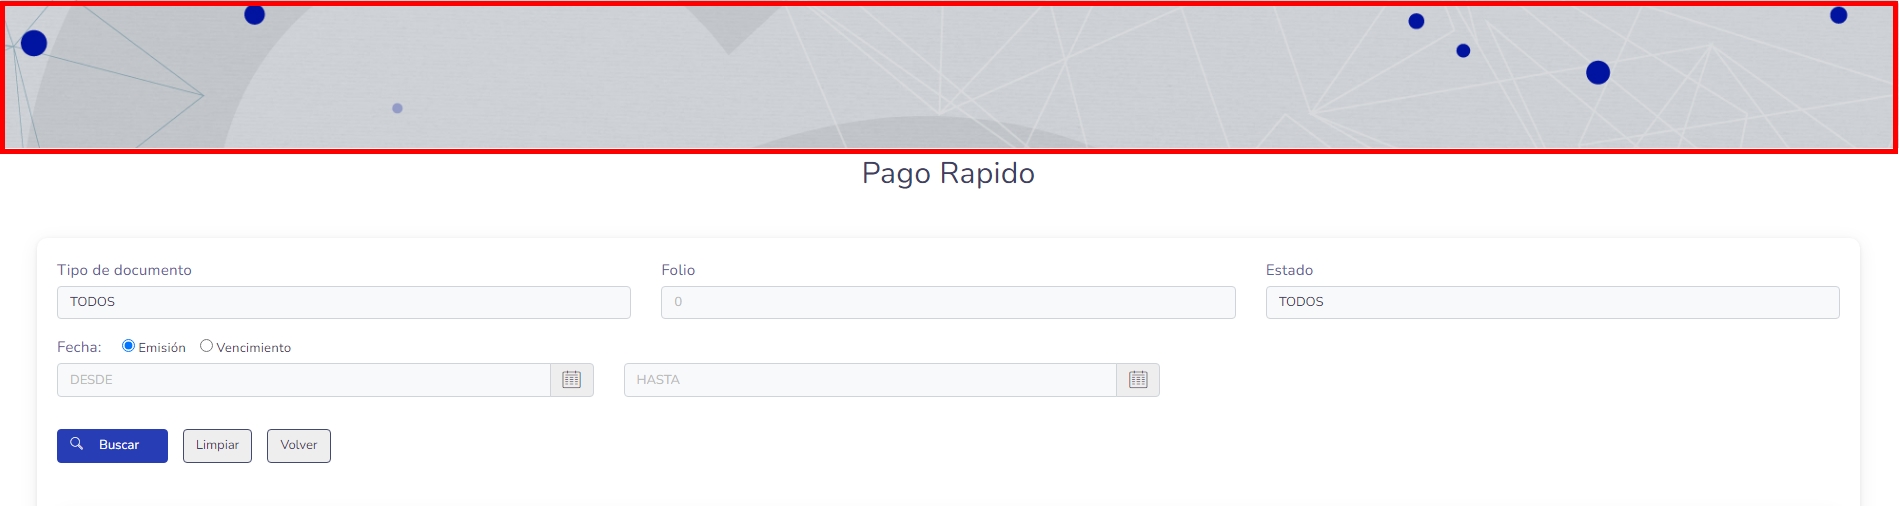 Pago Rapido
Tipo de documento
Folio
Estado
TODOS
0
TODOS
Fecha:
Emisión
Vencimiento
DESDE
HASTA
Buscar
Limpiar
Volver